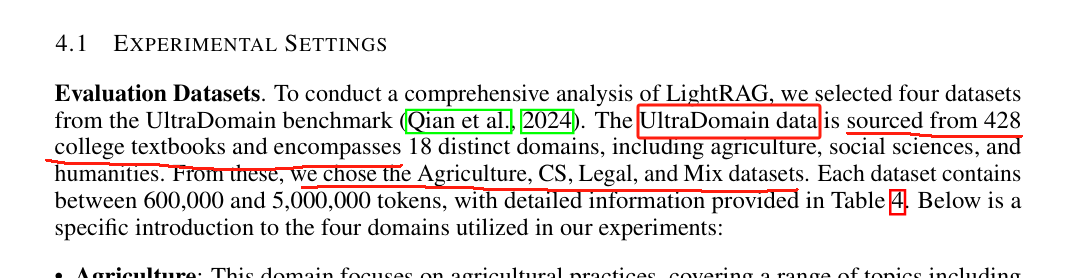 4.1 EXPERIMENTAL SETTINGS
Evaluation Datasets. To conduct a comprehensive analysis of LightRAG, we selected four datasets
from the UltraDomain benchmark (Qian et al., 2024). The UltraDomain data is sourced from 428
college textbooks and encompasses 18 distinct domains, including agriculture, social sciences, and
humanities. From these, we chose the Agriculture, CS, Legal, and Mix datasets. Each dataset contains
between 600,000 and 5,000,000 tokens, with detailed information provided in Table 4. Below is a
specific introduction to the four domains utilized in our experiments:
• Agriculture: This domain focuses on agricultural practices, covering a range of topics including